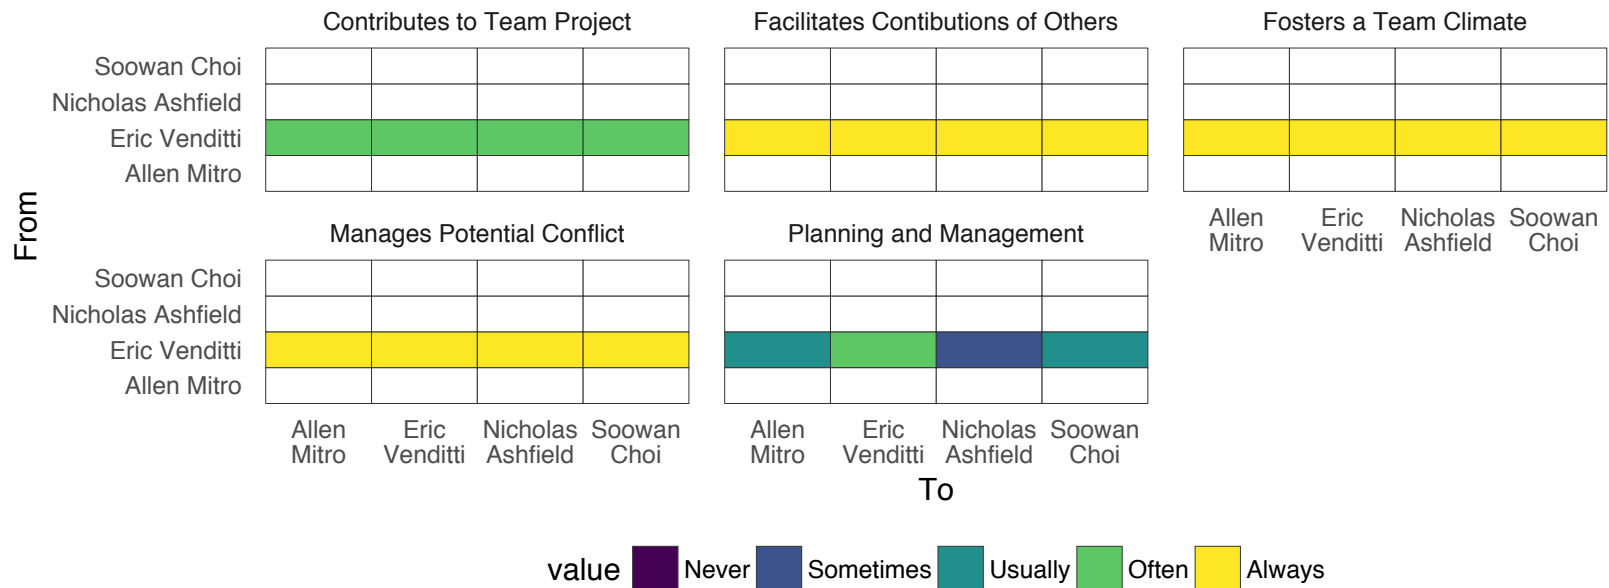 Contributes to Team Project
Facilitates Contibutions of Others
Fosters a Team Climate
Soowan Choi
Nicholas Ashfield
Eric Venditti
Allen Mitro
From
Allen Mitro
Eric Venditti
Nicholas Ashfield
Soowan Choi
Manages Potential Conflict
Planning and Management
Soowan Choi
Nicholas Ashfield
Eric Venditti
Allen Mitro
Allen Mitro
Eric Venditti
Nicholas Ashfield
Soowan Choi
Allen Mitro
Eric Venditti
Nicholas Ashfield
Soowan Choi
To
value Never Sometimes Usually Often Always